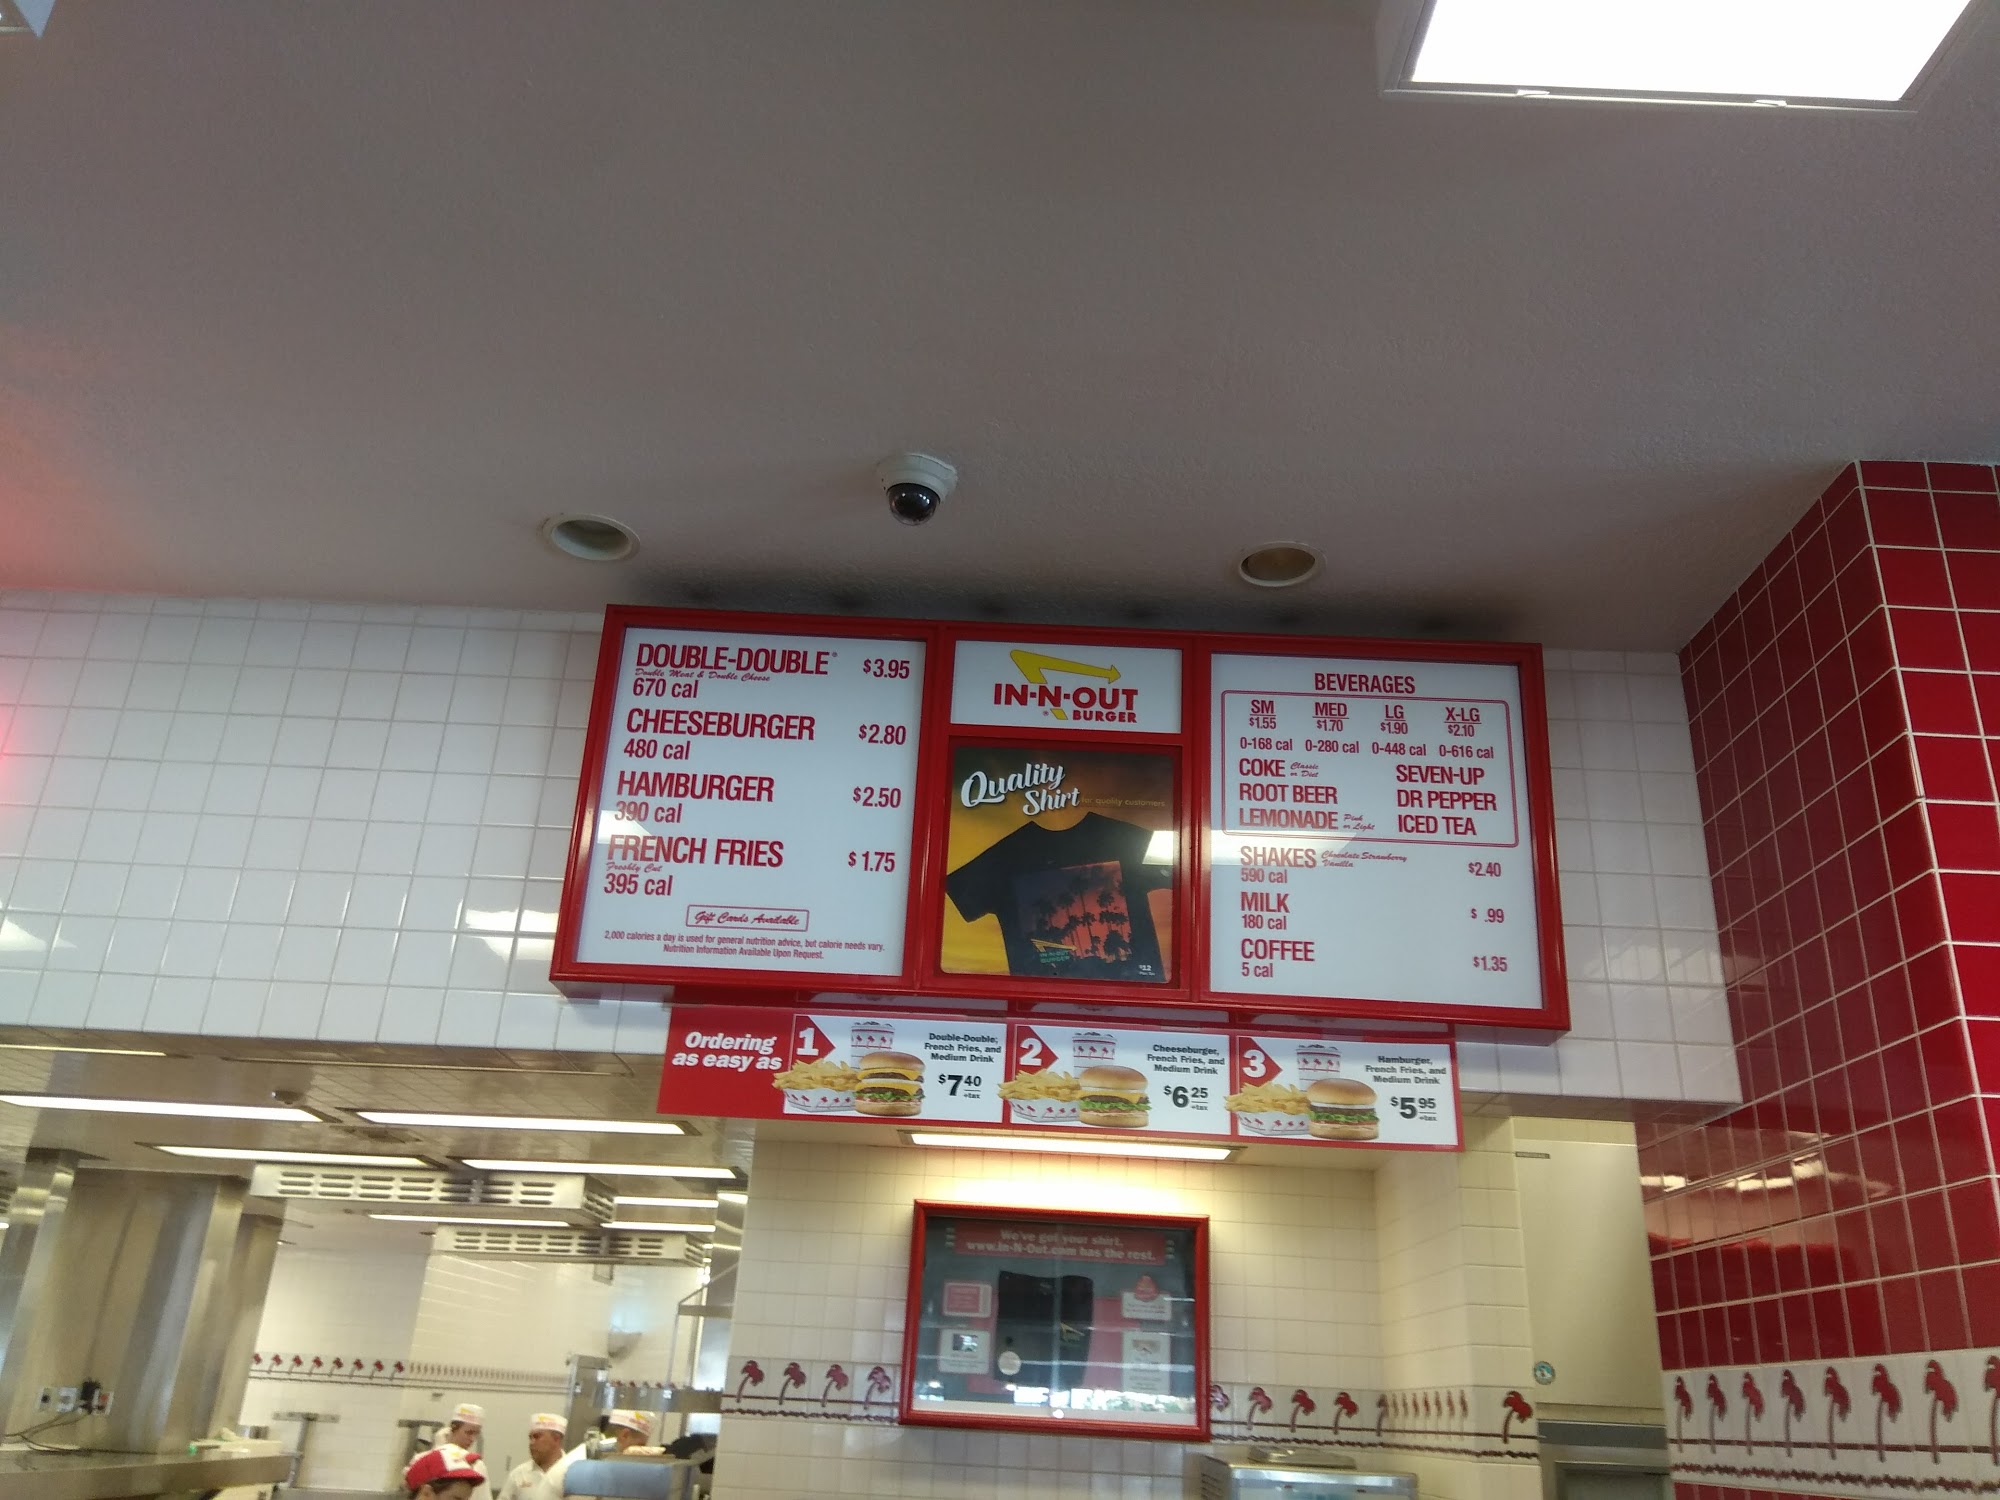 DOUBLE-DOUBLE® $3.95
Double Meat & Double Cheese
670 cal
CHEESEBURGER $2.80
480 cal
HAMBURGER $2.50
390 cal
FRENCH FRIES $1.75
Freshly Cut
395 cal
Gift Cards Available
2,000 calories a day is used for general nutrition advice, but calorie needs vary.
Nutrition Information Available Upon Request.
IN-N-OUT
® BURGER
Quality
Shirt for quality customers
BEVERAGES
SM MED LG X-LG
$1.55 $1.70 $1.90 $2.10
0-168 cal 0-280 cal 0-448 cal 0-616 cal
COKE Classic or Diet SEVEN-UP
ROOT BEER DR PEPPER
LEMONADE Pink or Light ICED TEA
SHAKES Chocolate Strawberry Vanilla $2.40
590 cal
MILK $ .99
180 cal
COFFEE $1.35
5 cal
Ordering
as easy as
1
Double-Double,
French Fries, and
Medium Drink
$7 40
+tax
2
Cheeseburger,
French Fries, and
Medium Drink
$6 25
+tax
3
Hamburger,
French Fries, and
Medium Drink
$5 95
+tax
We've got your shirt,
www.In-N-Out.com has the rest.